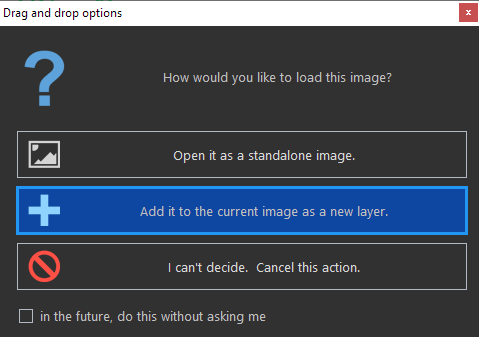 Drag and drop options
x
How would you like to load this image?
Open it as a standalone image.
Add it to the current image as a new layer.
I can't decide.  Cancel this action.
in the future, do this without asking me